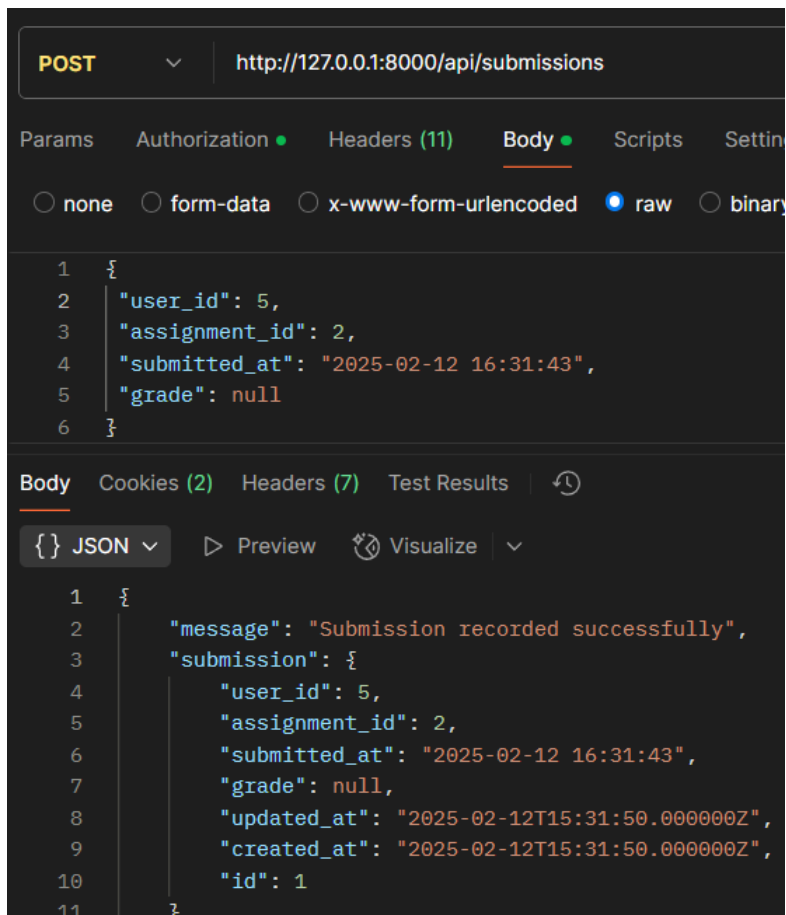 POST http://127.0.0.1:8000/api/submissions
Params Authorization Headers (11) Body Scripts Settin
none form-data x-www-form-urlencoded raw binary
1 {
2 "user_id": 5,
3 "assignment_id": 2,
4 "submitted_at": "2025-02-12 16:31:43",
5 "grade": null
6 }
Body Cookies (2) Headers (7) Test Results
{} JSON Preview Visualize
1 {
2 "message": "Submission recorded successfully",
3 "submission": {
4 "user_id": 5,
5 "assignment_id": 2,
6 "submitted_at": "2025-02-12 16:31:43",
7 "grade": null,
8 "updated_at": "2025-02-12T15:31:50.000000Z",
9 "created_at": "2025-02-12T15:31:50.000000Z",
10 "id": 1
11 }